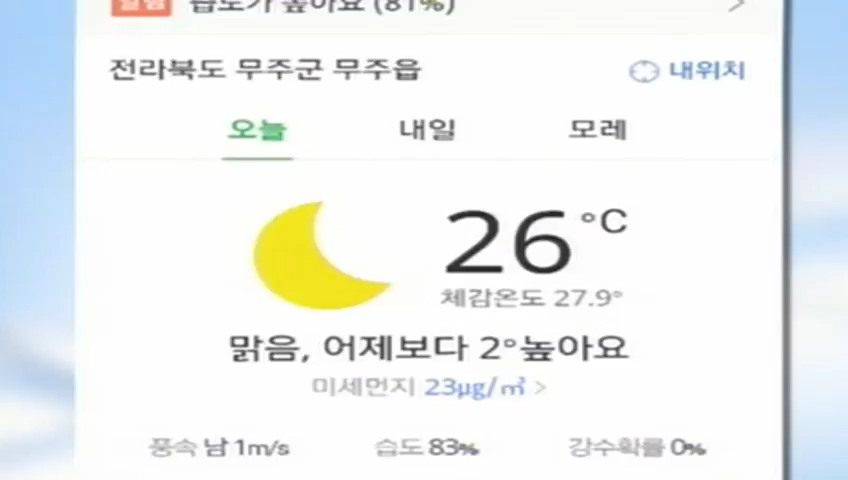 알림 습도가 높아요 (81%)
전라북도 무주군 무주읍 내위치
오늘 내일 모레
26°C
체감온도 27.9°
맑음, 어제보다 2° 높아요
미세먼지 23㎍/㎥ >
풍속 남 1m/s 습도 83% 강수확률 0%